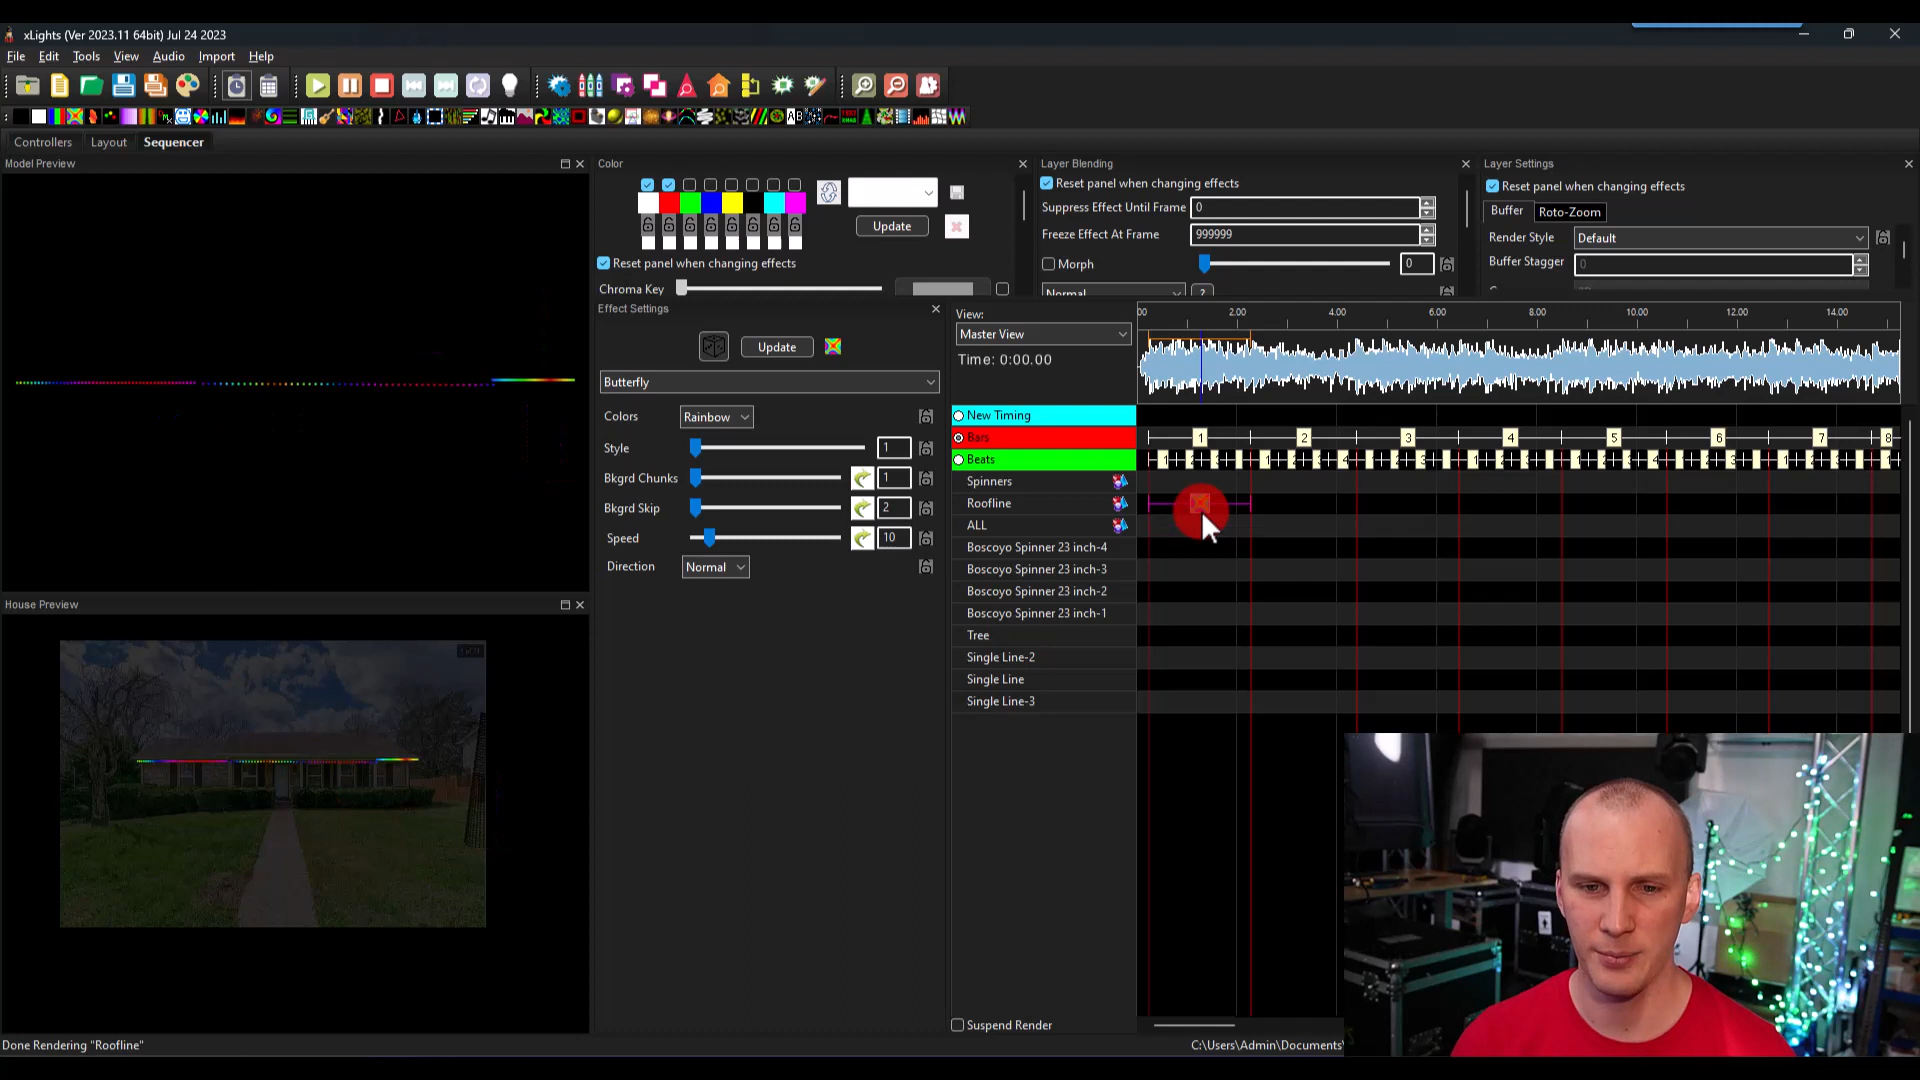 xLights (Ver 2023.11 64bit) Jul 24 2023
File Edit Tools View Audio Import Help
Controllers Layout Sequencer
Model Preview
Color
Layer Blending
Layer Settings
Reset panel when changing effects
Reset panel when changing effects
Suppress Effect Until Frame 0
Buffer Roto-Zoom
Update
Freeze Effect At Frame 999999
Render Style Default
Reset panel when changing effects
Morph 0
Buffer Stagger 0
Chroma Key
Normal ?
Effect Settings
View:
00 2.00 4.00 6.00 8.00 10.00 12.00 14.00
Master View
Update
Time: 0:00.00
Butterfly
Colors Rainbow
Style 1
Bkgrd Chunks 1
Bkgrd Skip 2
Speed 10
Direction Normal
New Timing
Bars 1 2 3 4 5 6 7 8
Beats
Spinners
Roofline
ALL
Boscoyo Spinner 23 inch-4
Boscoyo Spinner 23 inch-3
Boscoyo Spinner 23 inch-2
Boscoyo Spinner 23 inch-1
Tree
Single Line-2
Single Line
Single Line-3
House Preview
Suspend Render
Done Rendering "Roofline"
C:\Users\Admin\Documents\